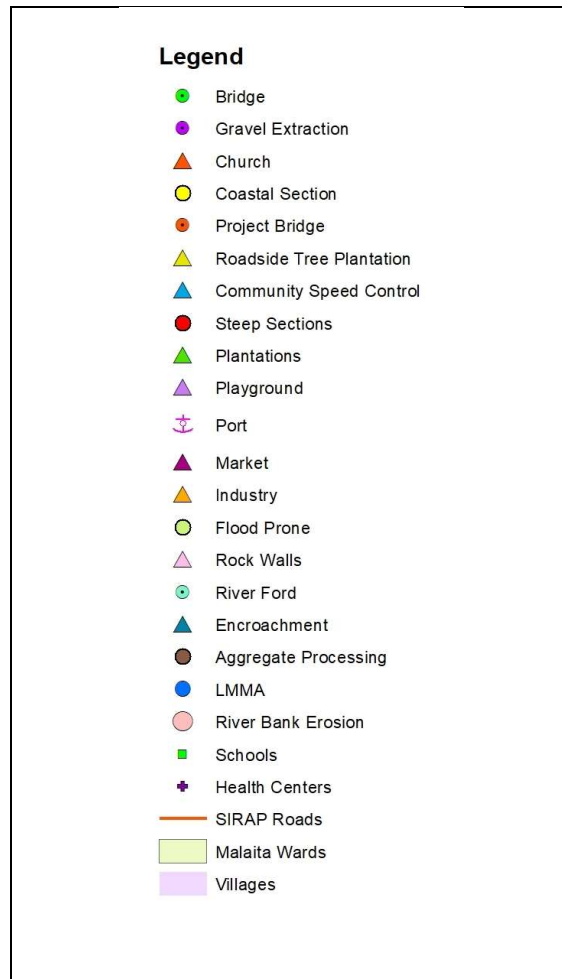 Legend
Bridge
Gravel Extraction
Church
Coastal Section
Project Bridge
Roadside Tree Plantation
Community Speed Control
Steep Sections
Plantations
Playground
Port
Market
Industry
Flood Prone
Rock Walls
River Ford
Encroachment
Aggregate Processing
LMMA
River Bank Erosion
Schools
Health Centers
SIRAP Roads
Malaita Wards
Villages